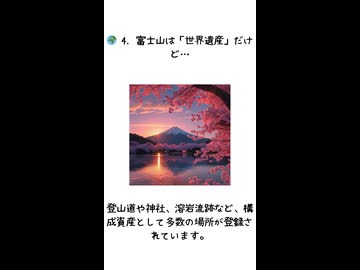 🌍 4. 富士山は「世界遺産」だけ
ど…
登山道や神社、溶岩流跡など、構
成資産として多数の場所が登録さ
れています。